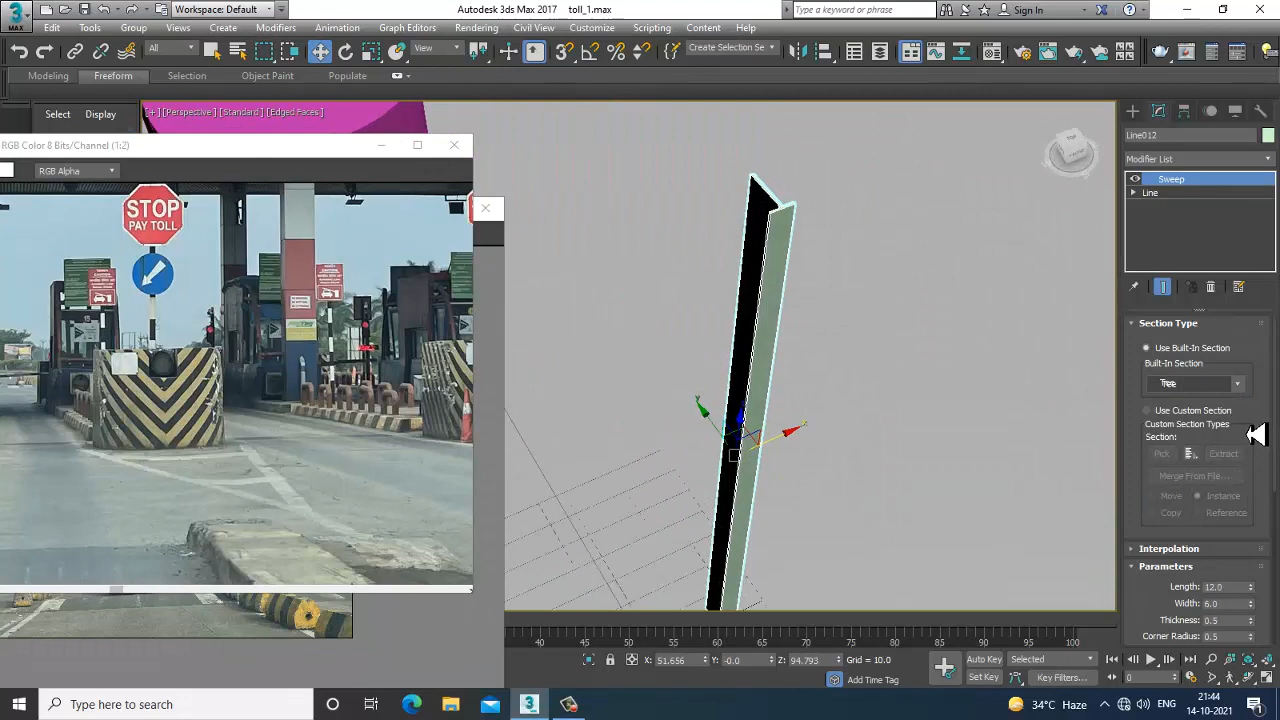 Workspace: Default
Autodesk 3ds Max 2017 toll_1.max
Type a keyword or phrase
Sign In
MAX
Edit Tools Group Views Create Modifiers Animation Graph Editors Rendering Civil View Customize Scripting Content Help
All
View
Create Selection Se
Modeling Freeform Selection Object Paint Populate
Select Display
[+] [Perspective] [Standard] [Edged Faces]
RGB Color 8 Bits/Channel (1:2)
RGB Alpha
STOP
PAY TOLL
TOP
Line012
Modifier List
Sweep
Line
Section Type
Use Built-In Section
Built-In Section
Use Custom Section
Custom Section Types
Section:
Pick Extract
Merge From File...
Move Instance
Copy Reference
Interpolation
Parameters
Length: 12.0
Width: 6.0
Thickness: 0.5
Corner Radius: 0.5
40 45 50 55 60 65 70 75 80 85 90 95 100
X: 51.656 Y: -0.0 Z: 94.793 Grid = 10.0
Add Time Tag
Auto Key Selected
Set Key Key Filters...
0
Type here to search
34°C Haze
ENG
21:44
14-10-2021
1